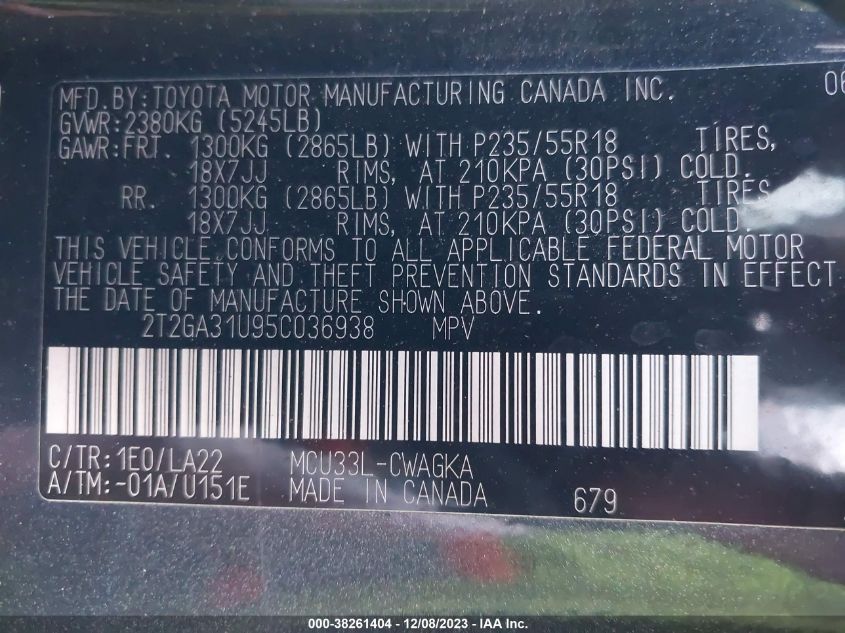 MFD.BY:TOYOTA MOTOR MANUFACTURING CANADA INC. 06
GVWR:2380KG (5245LB)
GAWR:FRT. 1300KG (2865LB) WITH P235/55R18 TIRES,
18X7JJ RIMS, AT 210KPA (30PSI) COLD.
RR. 1300KG (2865LB) WITH P235/55R18 TIRES,
18X7JJ RIMS, AT 210KPA (30PSI) COLD.
THIS VEHICLE CONFORMS TO ALL APPLICABLE FEDERAL MOTOR
VEHICLE SAFETY AND THEFT PREVENTION STANDARDS IN EFFECT
THE DATE OF MANUFACTURE SHOWN ABOVE.
2T2GA31U95C036938 MPV
C/TR:1E0/LA22 MCU33L-CWAGKA
A/TM:-01A/U151E MADE IN CANADA 679
000-38261404 - 12/08/2023 - IAA Inc.